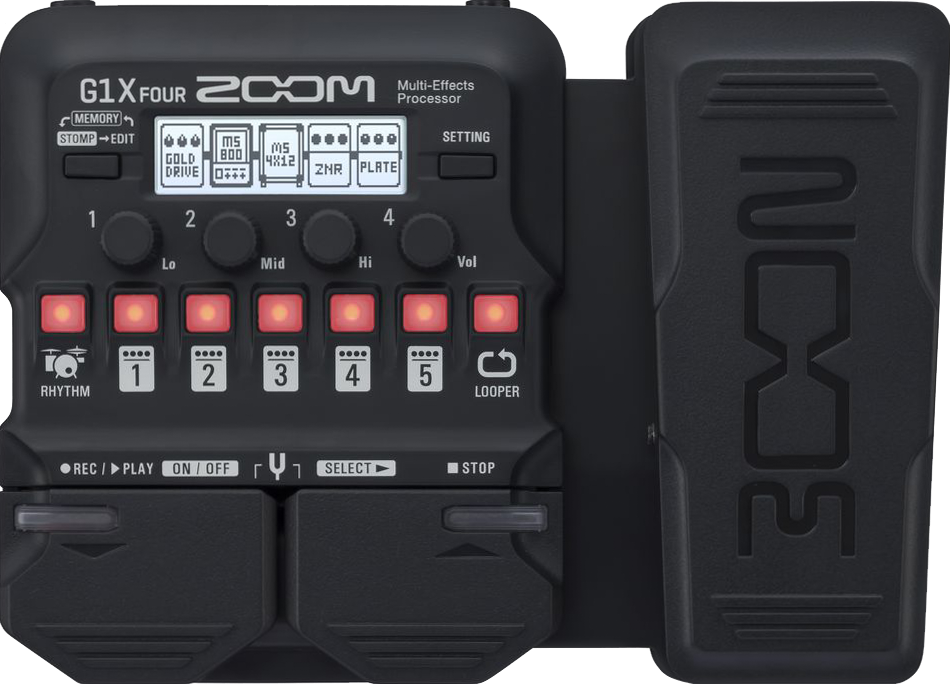 G1X FOUR ZOOM Multi-Effects
Processor
MEMORY
STOMP → EDIT
SETTING
GOLD
DRIVE
MS
800
MS
4X12
ZNR
PLATE
1 2 3 4
Lo Mid Hi Vol
1 2 3 4 5
RHYTHM LOOPER
● REC / ▶ PLAY ON / OFF SELECT ► ■ STOP
ZOOM